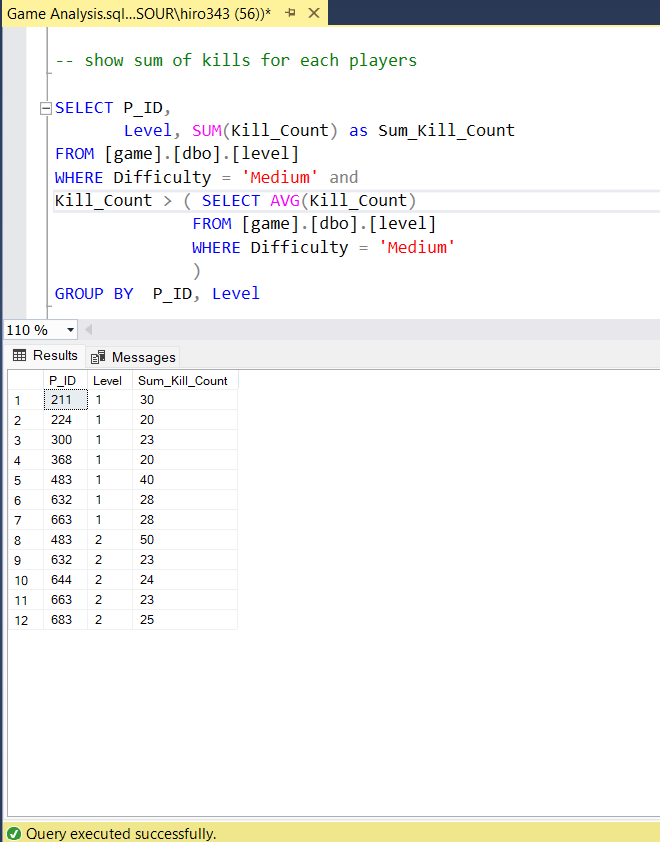 Game Analysis.sql...SOUR\hiro343 (56))*
-- show sum of kills for each players
SELECT P_ID,
Level, SUM(Kill_Count) as Sum_Kill_Count
FROM [game].[dbo].[level]
WHERE Difficulty = 'Medium' and
Kill_Count > ( SELECT AVG(Kill_Count)
FROM [game].[dbo].[level]
WHERE Difficulty = 'Medium'
)
GROUP BY P_ID, Level
110 %
Results Messages
P_ID Level Sum_Kill_Count
1 211 1 30
2 224 1 20
3 300 1 23
4 368 1 20
5 483 1 40
6 632 1 28
7 663 1 28
8 483 2 50
9 632 2 23
10 644 2 24
11 663 2 23
12 683 2 25
Query executed successfully.